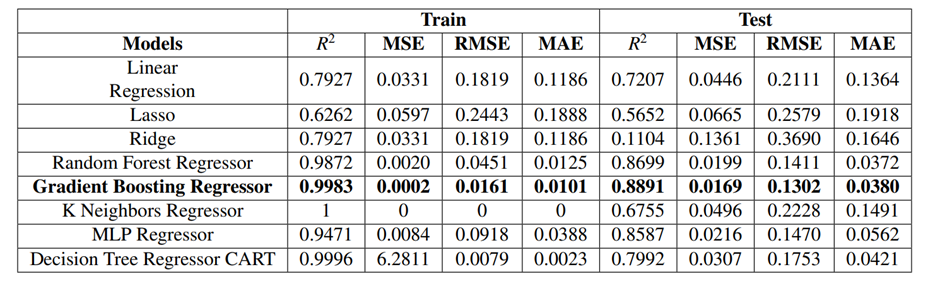 Train Test
Models R² MSE RMSE MAE R² MSE RMSE MAE
Linear
Regression 0.7927 0.0331 0.1819 0.1186 0.7207 0.0446 0.2111 0.1364
Lasso 0.6262 0.0597 0.2443 0.1888 0.5652 0.0665 0.2579 0.1918
Ridge 0.7927 0.0331 0.1819 0.1186 0.1104 0.1361 0.3690 0.1646
Random Forest Regressor 0.9872 0.0020 0.0451 0.0125 0.8699 0.0199 0.1411 0.0372
Gradient Boosting Regressor 0.9983 0.0002 0.0161 0.0101 0.8891 0.0169 0.1302 0.0380
K Neighbors Regressor 1 0 0 0 0.6755 0.0496 0.2228 0.1491
MLP Regressor 0.9471 0.0084 0.0918 0.0388 0.8587 0.0216 0.1470 0.0562
Decision Tree Regressor CART 0.9996 6.2811 0.0079 0.0023 0.7992 0.0307 0.1753 0.0421